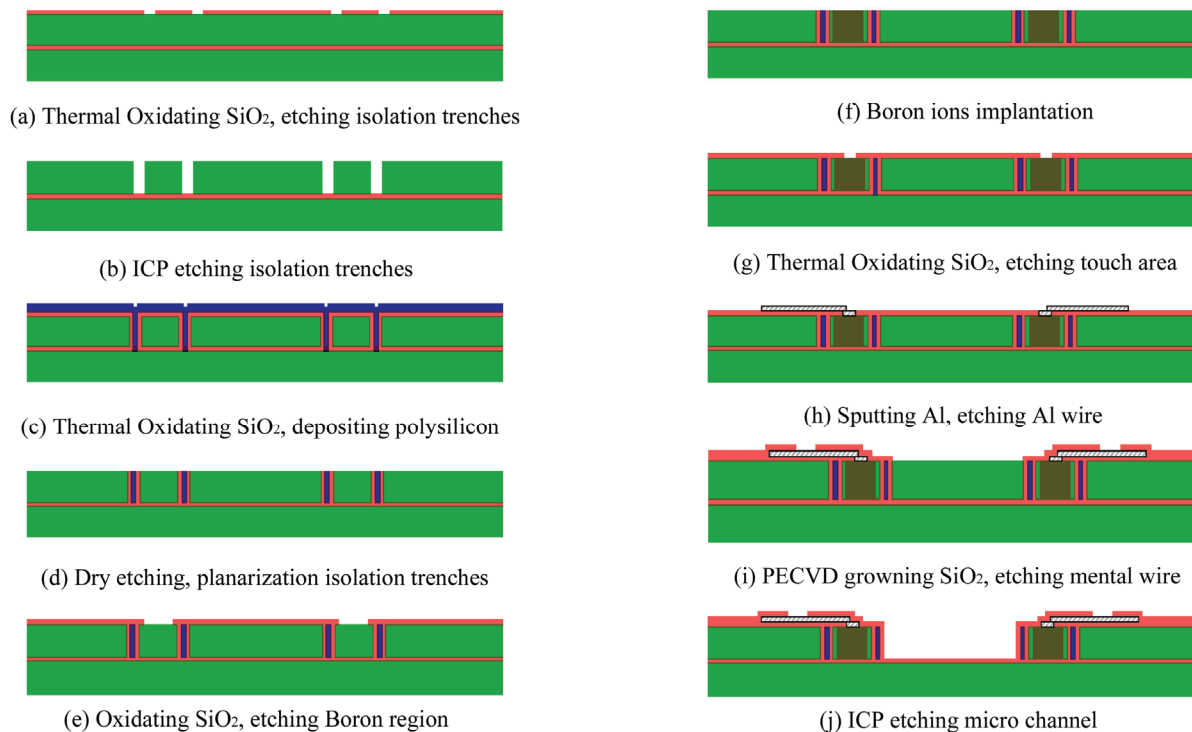 (a) Thermal Oxidating SiO₂, etching isolation trenches
(b) ICP etching isolation trenches
(c) Thermal Oxidating SiO₂, depositing polysilicon
(d) Dry etching, planarization isolation trenches
(e) Oxidating SiO₂, etching Boron region
(f) Boron ions implantation
(g) Thermal Oxidating SiO₂, etching touch area
(h) Sputting Al, etching Al wire
(i) PECVD growning SiO₂, etching mental wire
(j) ICP etching micro channel